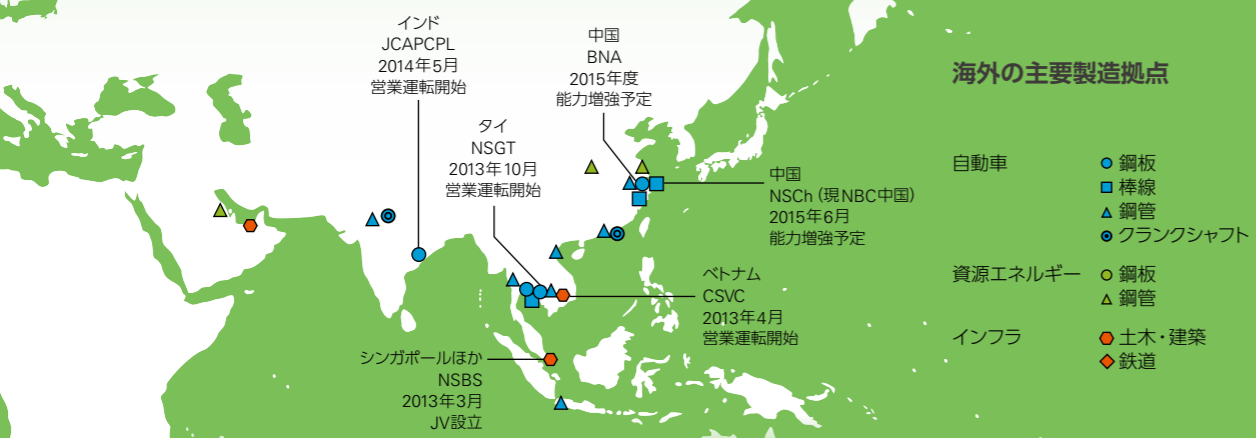 インド
JCAPCPL
2014年5月
営業運転開始
中国
BNA
2015年度
能力増強予定
タイ
NSGT
2013年10月
営業運転開始
中国
NSCh（現NBC中国）
2015年6月
能力増強予定
ベトナム
CSVC
2013年4月
営業運転開始
シンガポールほか
NSBS
2013年3月
JV設立
海外の主要製造拠点
自動車 鋼板
棒線
鋼管
クランクシャフト
資源エネルギー 鋼板
鋼管
インフラ 土木・建築
鉄道